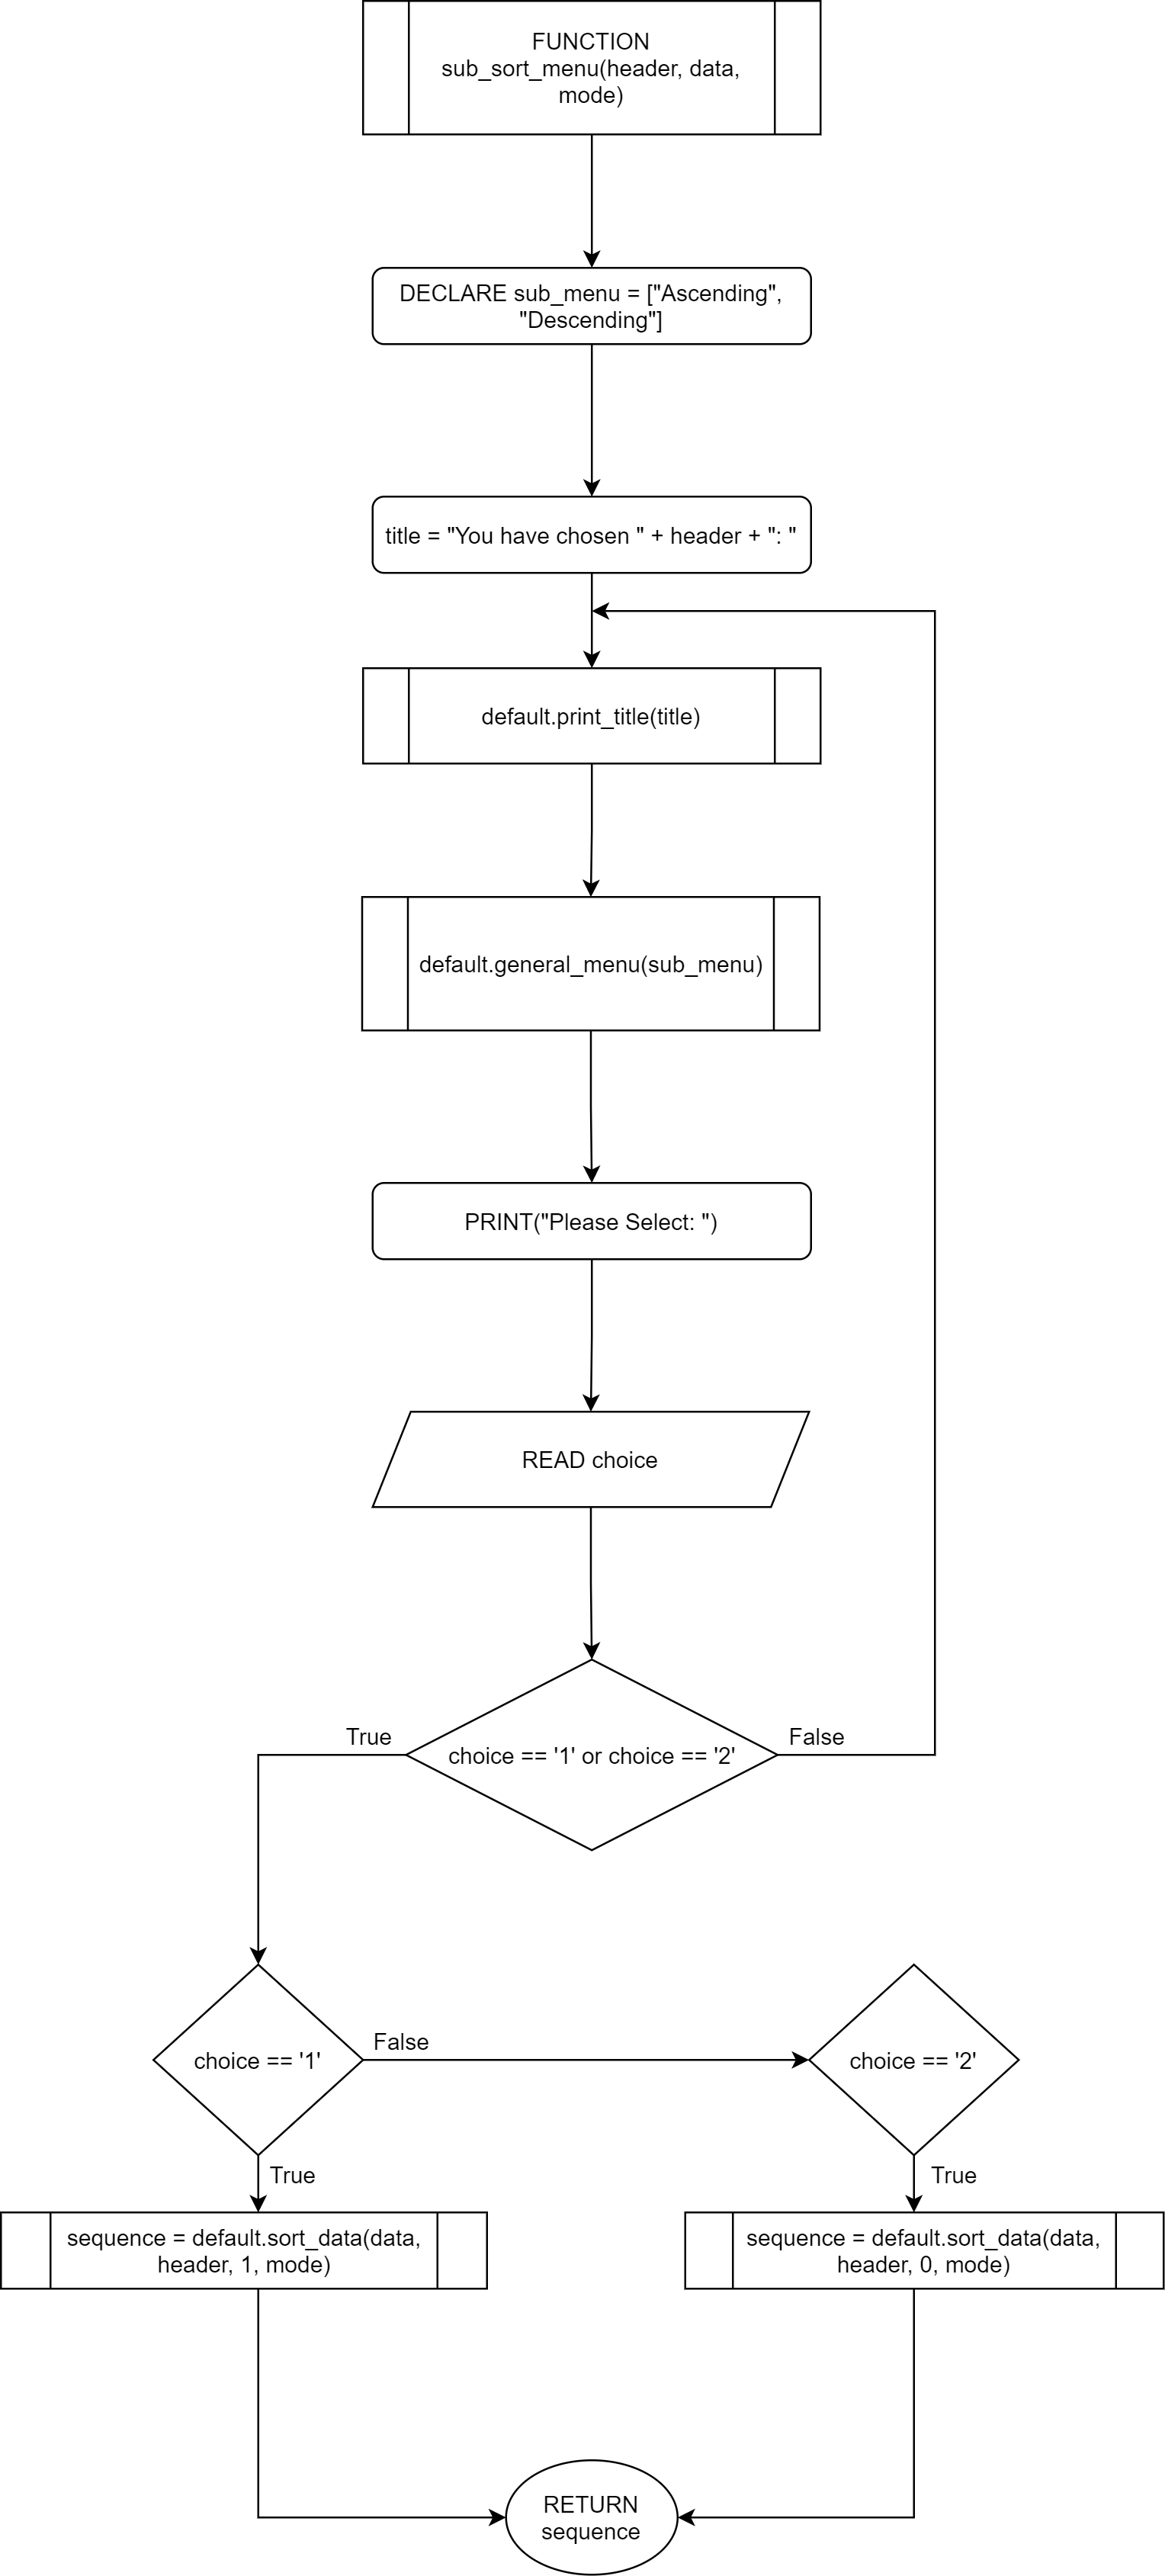 FUNCTION
sub_sort_menu(header, data,
mode)
DECLARE sub_menu = ["Ascending",
"Descending"]
title = "You have chosen " + header + ": "
default.print_title(title)
default.general_menu(sub_menu)
PRINT("Please Select: ")
READ choice
True
choice == '1' or choice == '2'
False
choice == '1'
False
choice == '2'
True
True
sequence = default.sort_data(data,
header, 1, mode)
sequence = default.sort_data(data,
header, 0, mode)
RETURN
sequence